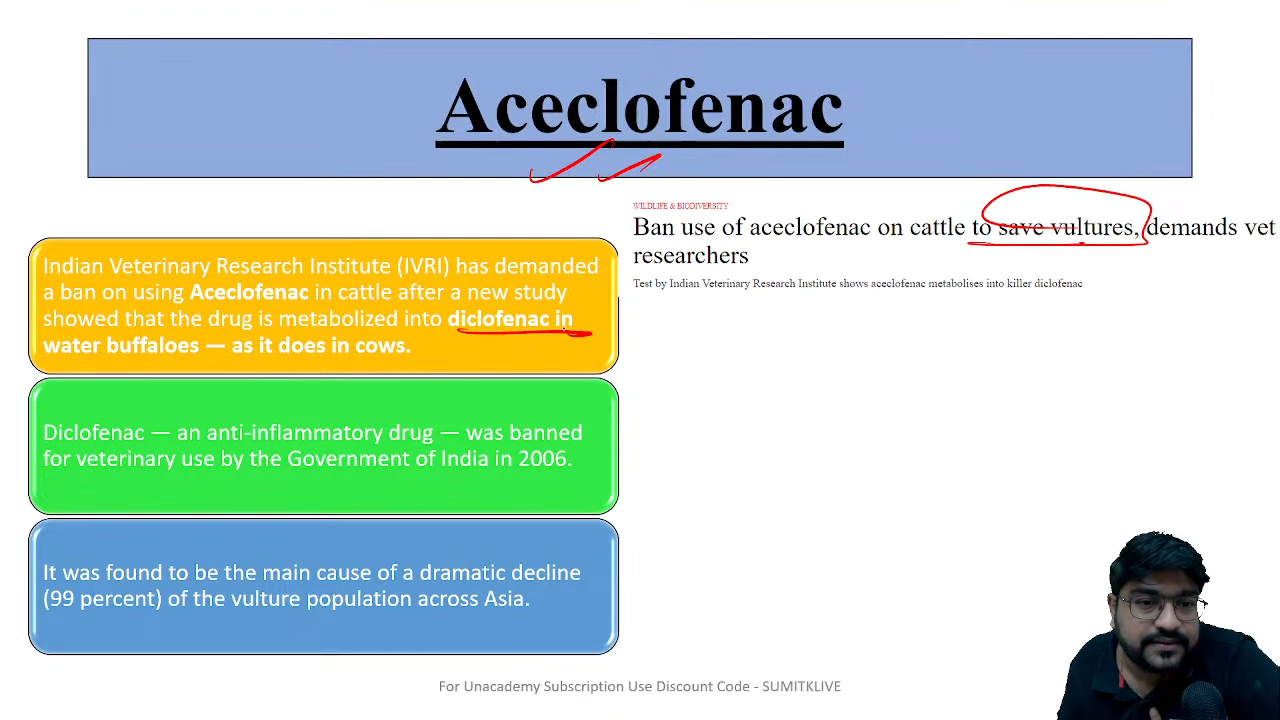 Aceclofenac
WILDLIFE & BIODIVERSITY
Ban use of aceclofenac on cattle to save vultures, demands vet
researchers
Test by Indian Veterinary Research Institute shows aceclofenac metabolises into killer diclofenac
Indian Veterinary Research Institute (IVRI) has demanded
a ban on using Aceclofenac in cattle after a new study
showed that the drug is metabolized into diclofenac in
water buffaloes — as it does in cows.
Diclofenac — an anti-inflammatory drug — was banned
for veterinary use by the Government of India in 2006.
It was found to be the main cause of a dramatic decline
(99 percent) of the vulture population across Asia.
For Unacademy Subscription Use Discount Code - SUMITKLIVE